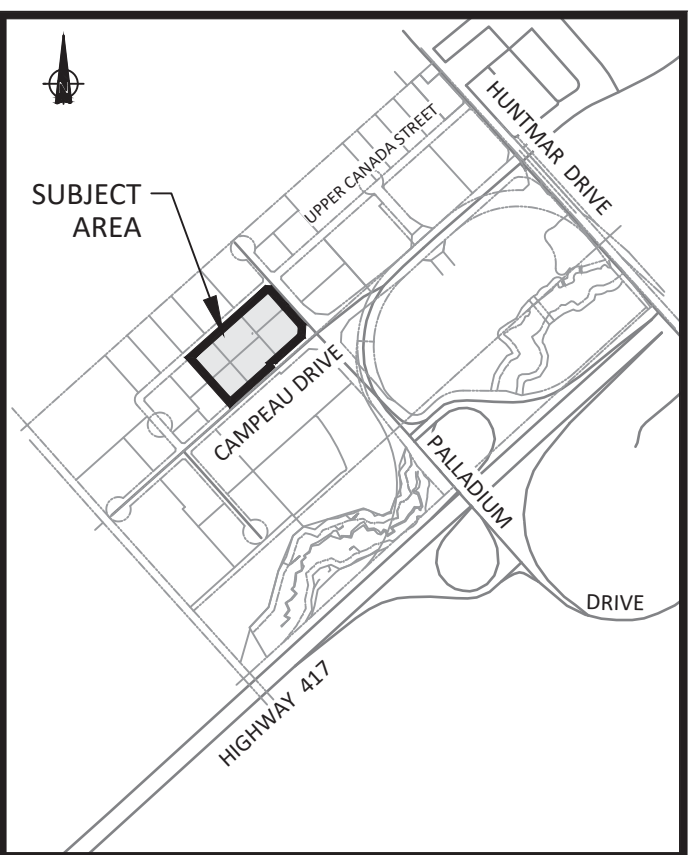 N
HUNTMAR DRIVE
UPPER CANADA STREET
SUBJECT
AREA
CAMPEAU DRIVE
PALLADIUM
DRIVE
HIGHWAY 417